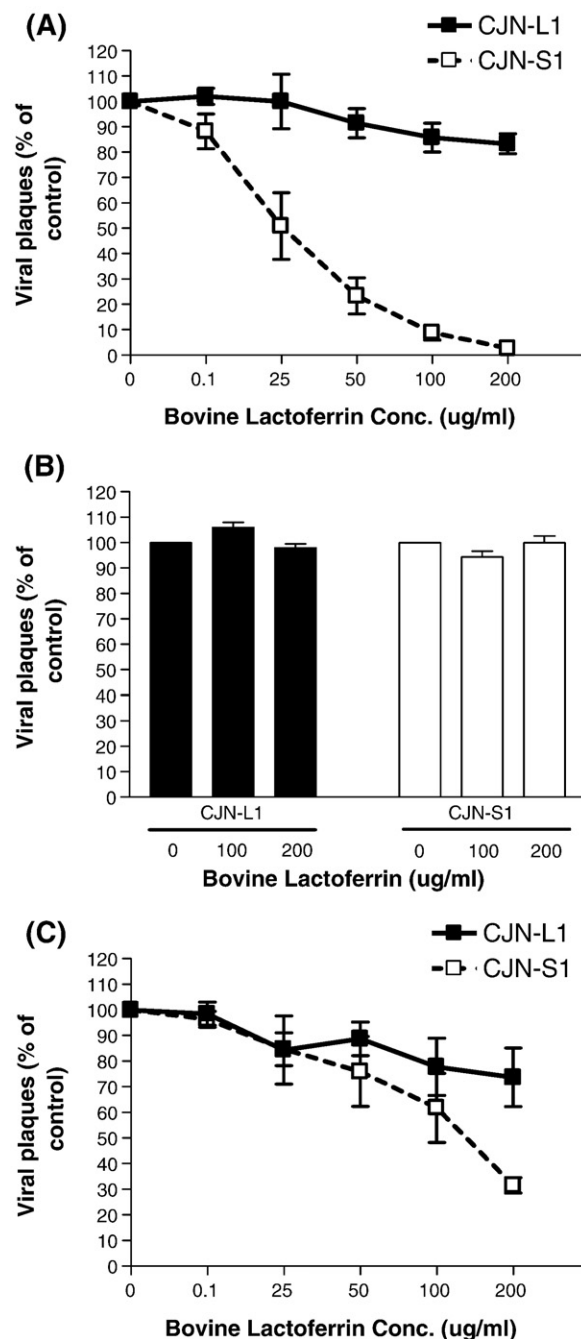 (A)
CJN-L1
CJN-S1
120
110
100
90
80
70
60
50
40
30
20
10
0
Viral plaques (% of
control)
0 0.1 25 50 100 200
Bovine Lactoferrin Conc. (ug/ml)
(B)
120
110
100
90
80
70
60
50
40
30
20
10
0
Viral plaques (% of
control)
CJN-L1 CJN-S1
0 100 200 0 100 200
Bovine Lactoferrin (ug/ml)
(C)
CJN-L1
CJN-S1
120
110
100
90
80
70
60
50
40
30
20
10
0
Viral plaques (% of
control)
0 0.1 25 50 100 200
Bovine Lactoferrin Conc. (ug/ml)